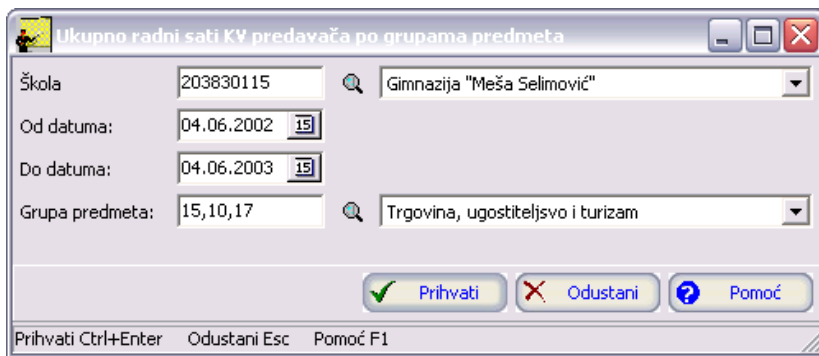 Ukupno radni sati KV predavača po grupama predmeta
Škola 203830115 Gimnazija "Meša Selimović"
Od datuma: 04.06.2002 15
Do datuma: 04.06.2003 15
Grupa predmeta: 15,10,17 Trgovina, ugostiteljsvo i turizam
Prihvati Odustani ? Pomoć
Prihvati Ctrl+Enter Odustani Esc Pomoć F1